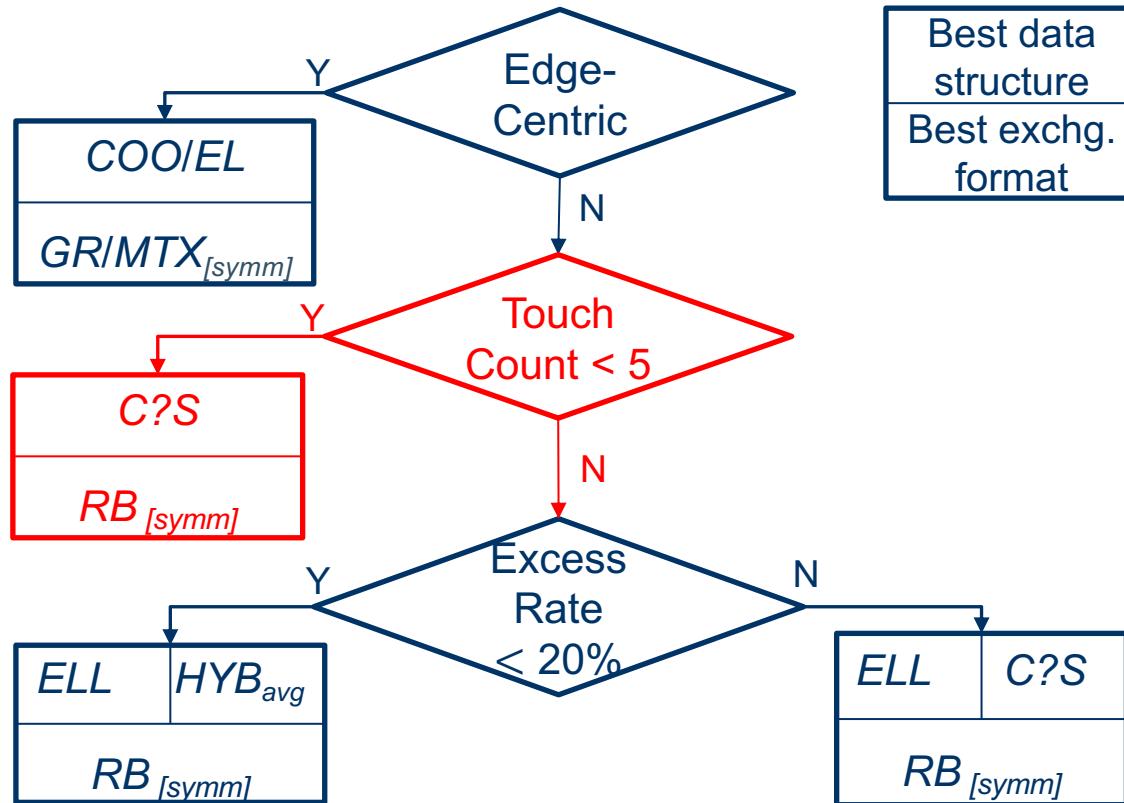 Y
Edge-
Centric
Best data
structure
Best exchg.
format
COO/EL
GR/MTX[symm]
N
Y
Touch
Count < 5
C?S
RB [symm]
N
Y
Excess
Rate
< 20%
N
ELL HYBavg
RB [symm]
ELL C?S
RB [symm]